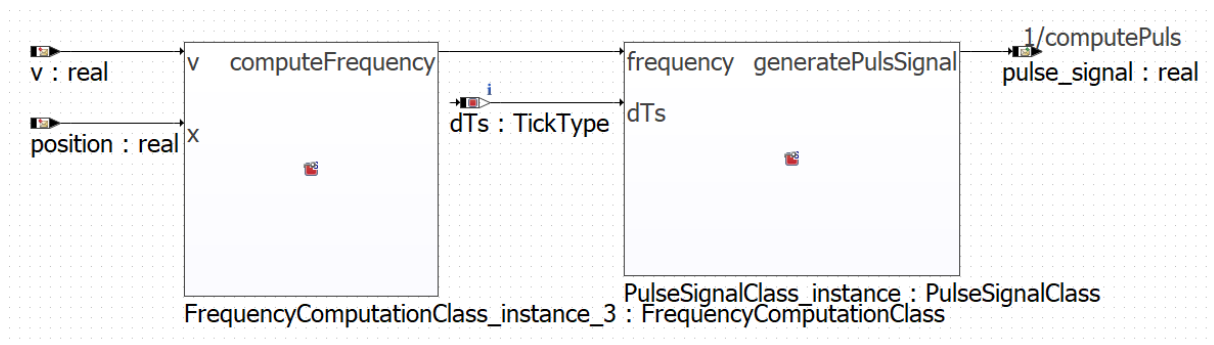 1/computePuls
v : real
v computeFrequency
frequency generatePulsSignal
pulse_signal : real
i
dTs : TickType
dTs
position : real
x
PulseSignalClass_instance : PulseSignalClass
FrequencyComputationClass_instance_3 : FrequencyComputationClass